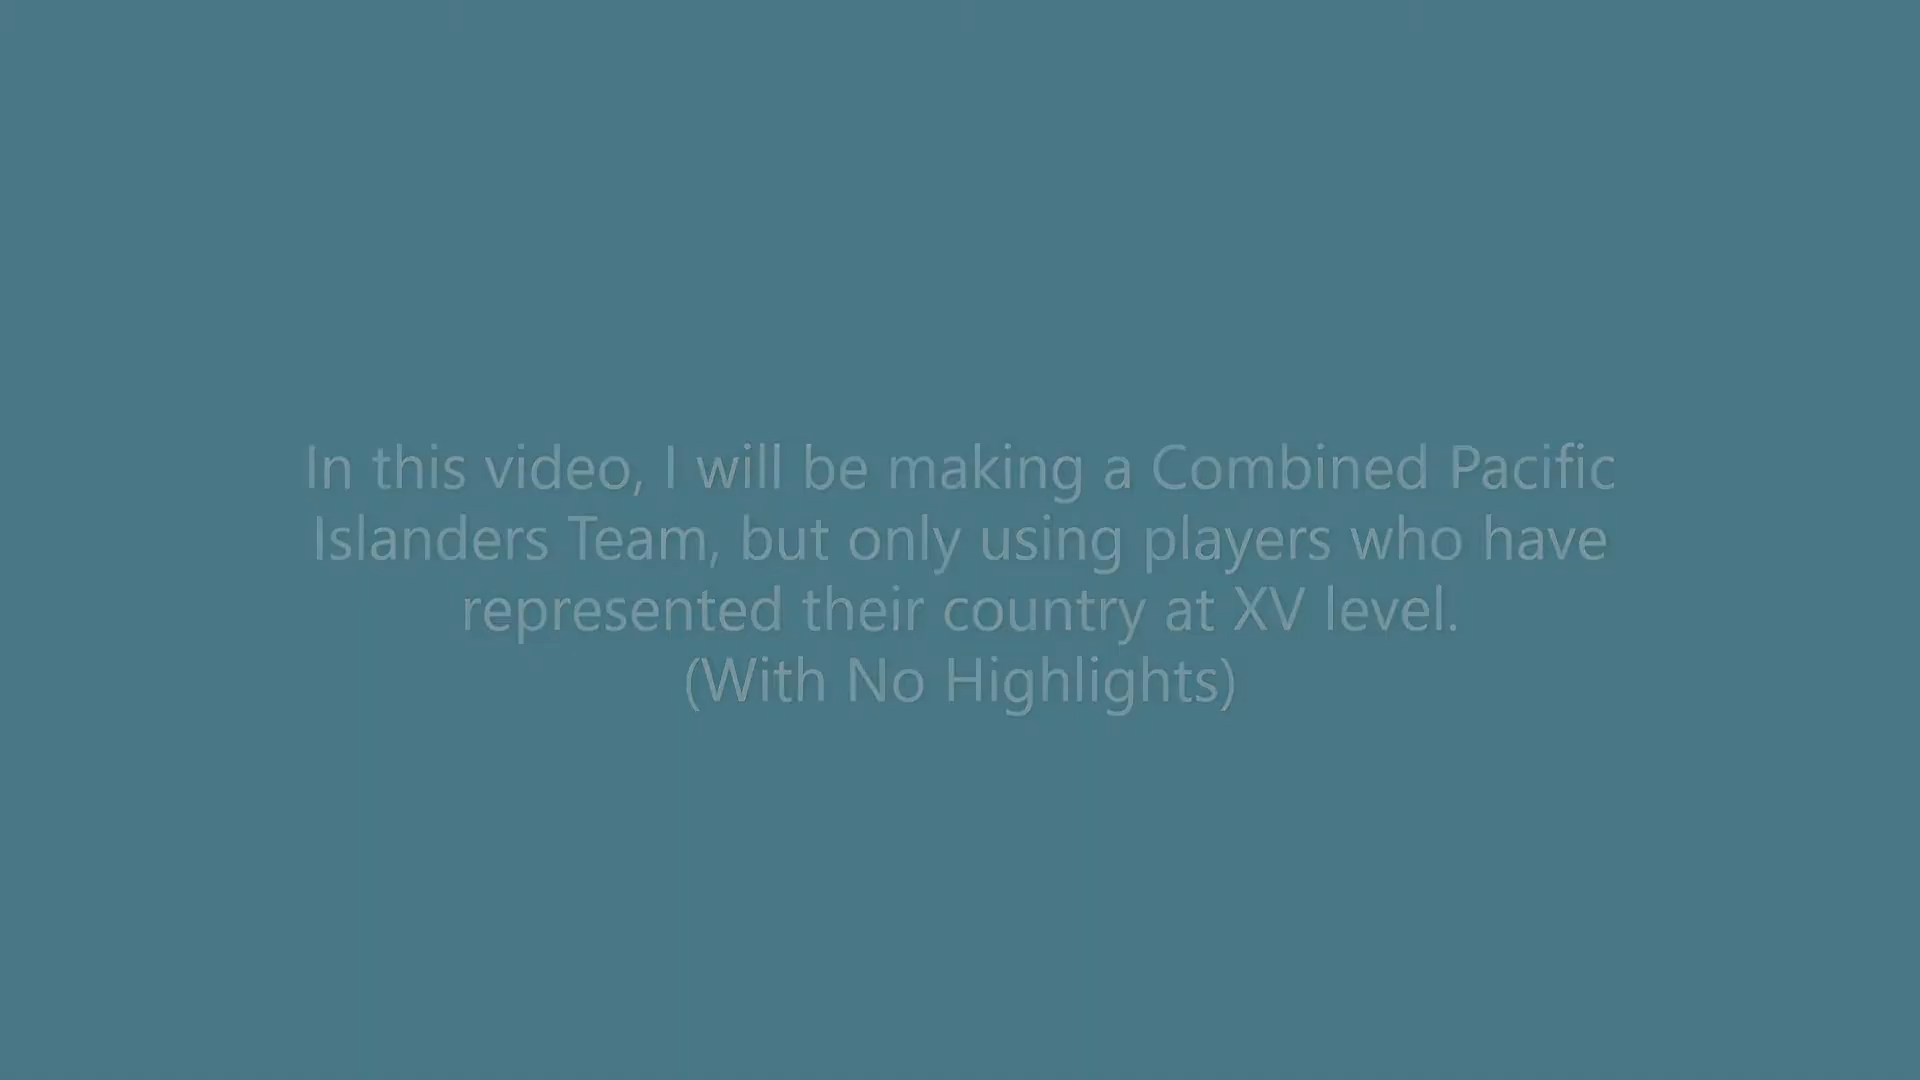 In this video, I will be making a Combined Pacific
Islanders Team, but only using players who have
represented their country at XV level.
(With No Highlights)